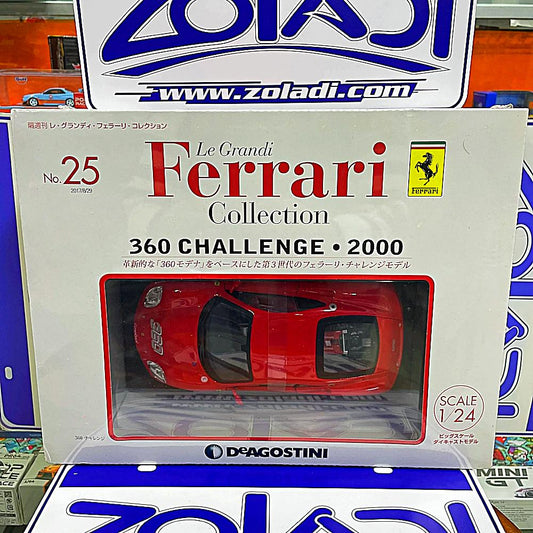 ZOLADI
www.zoladi.com
隔週刊 レ・グランディ・フェラーリ・コレクション
No.25
2017/8/29
Le Grandi
Ferrari
Collection
Ferrari
360 CHALLENGE • 2000
革新的な「360モデナ」をベースにした第3世代のフェラーリ・チャレンジモデル
360
SCALE
1/24
ビッグスケール
ダイキャストモデル
360 チャレンジ
DEAGOSTINI
MINI
GT
ZOLADI